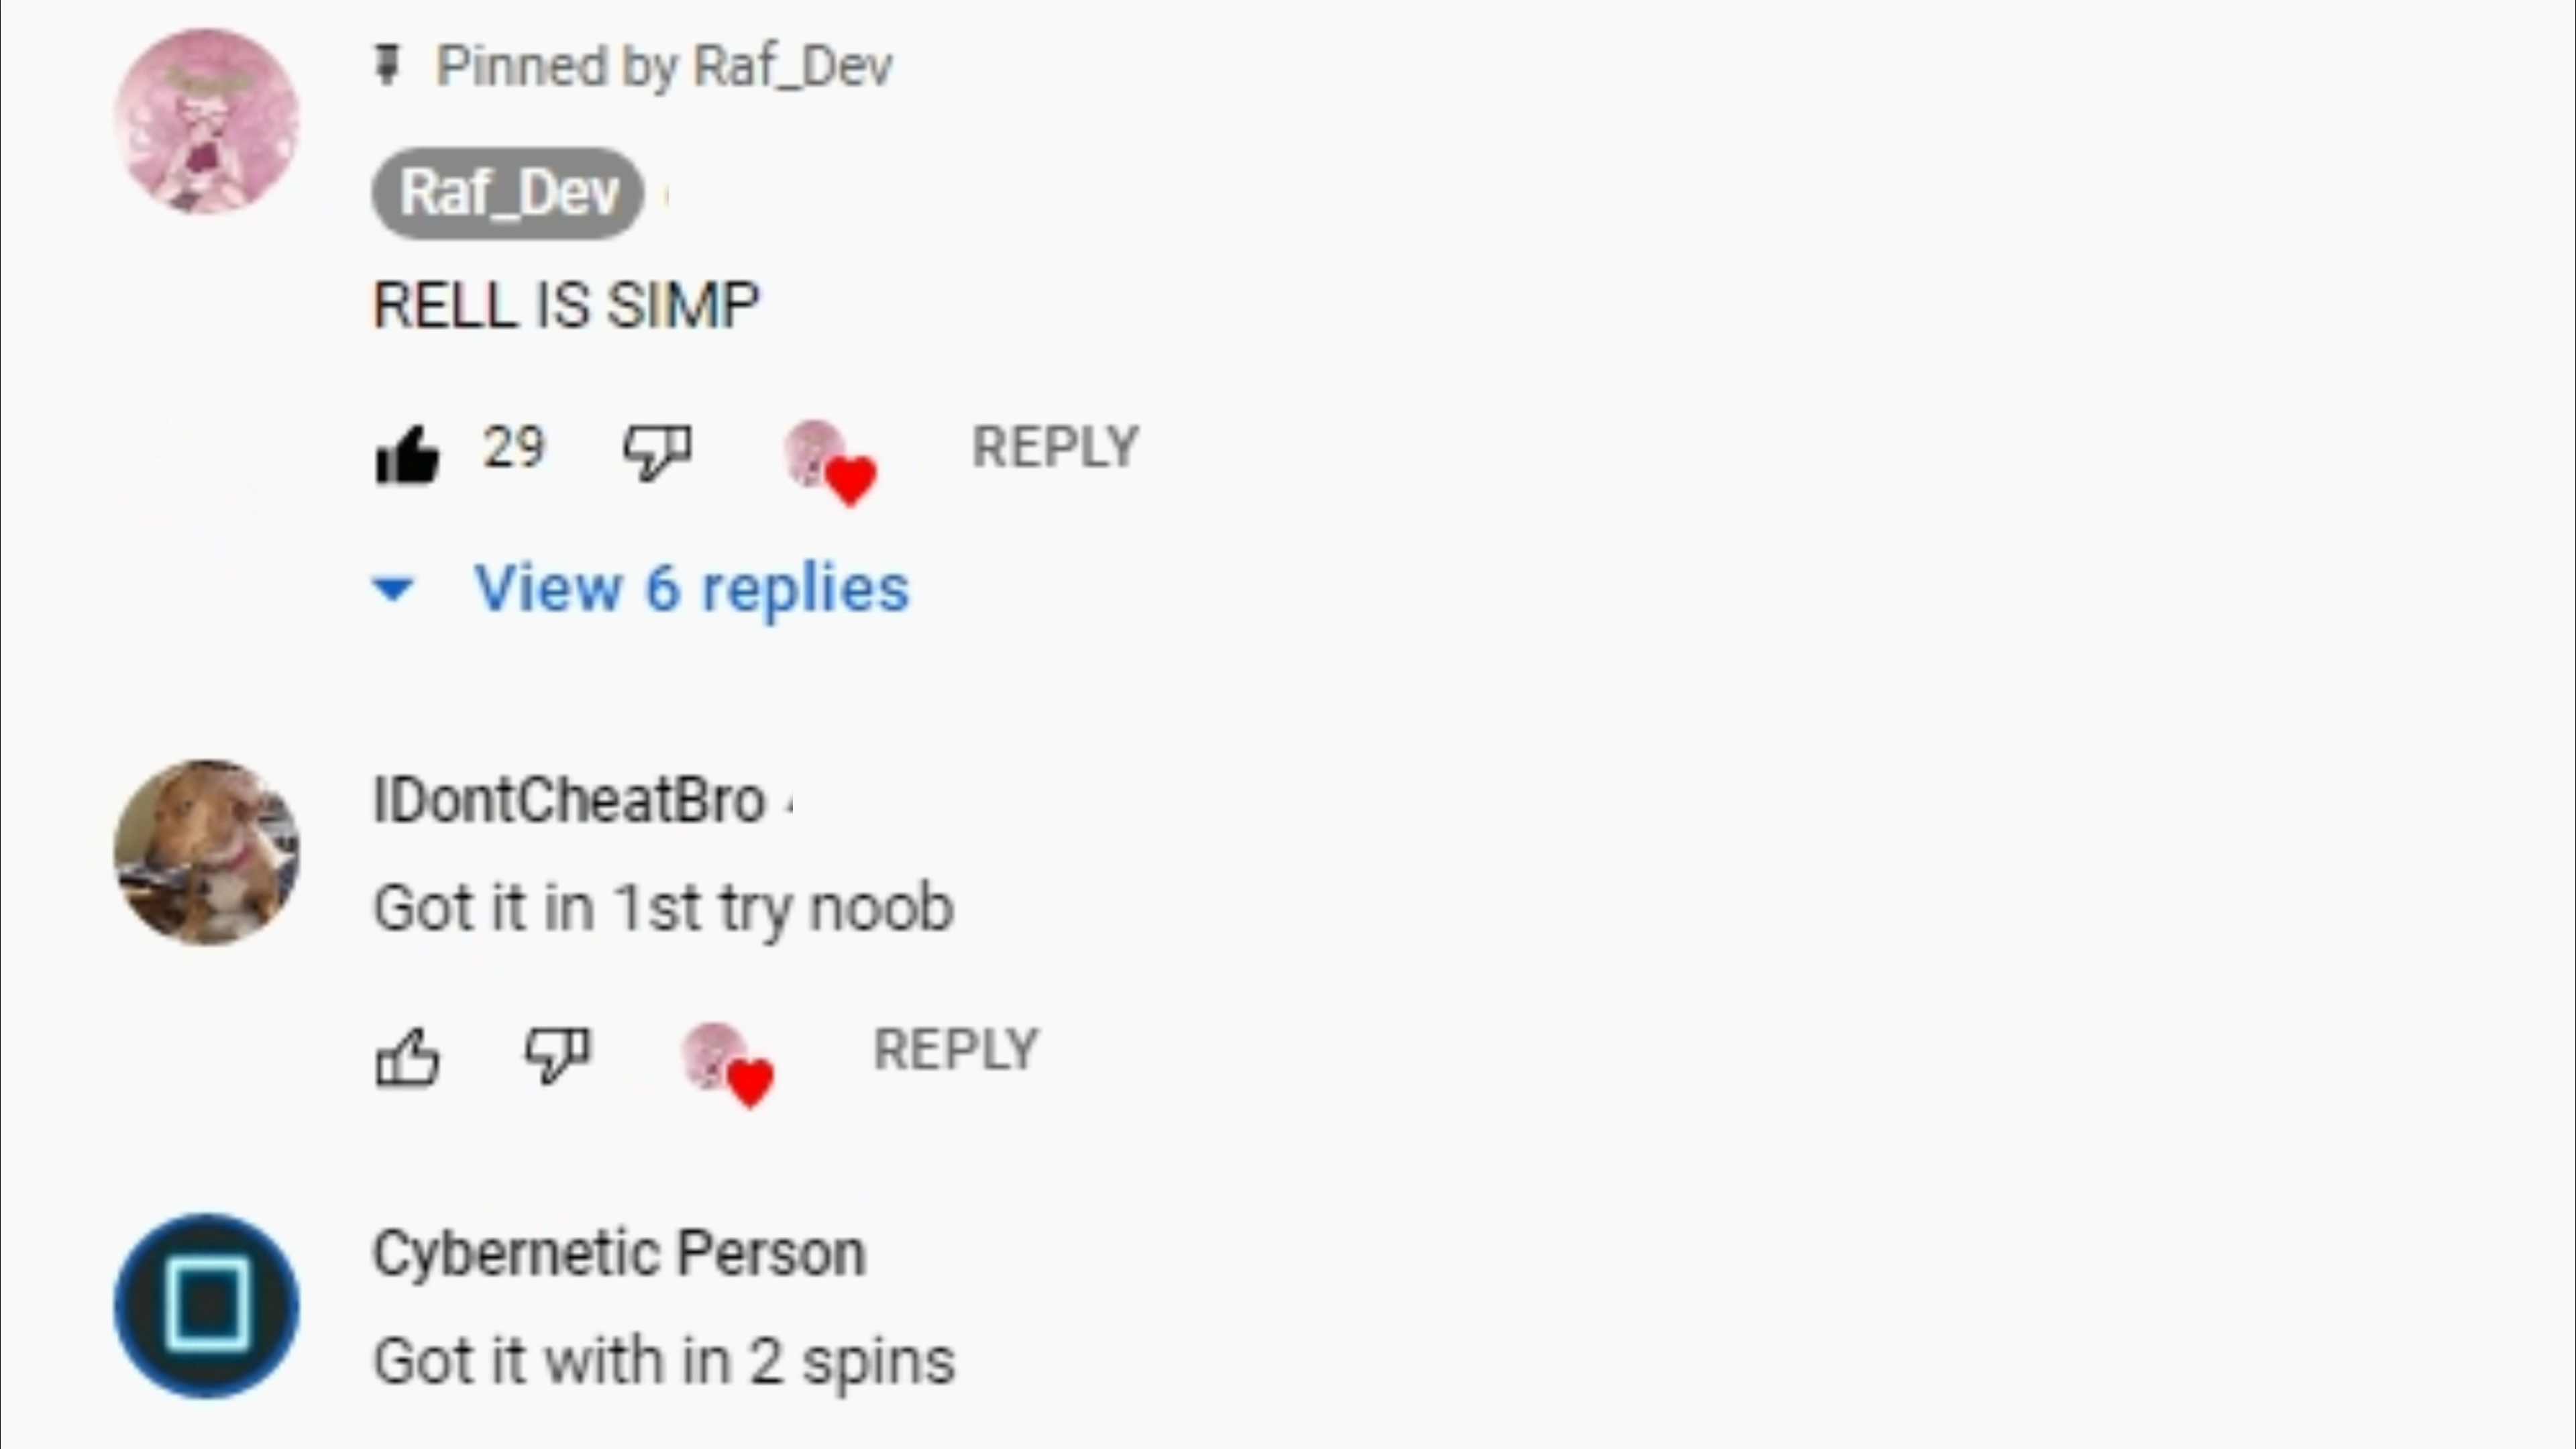 Pinned by Raf_Dev
Raf_Dev
RELL IS SIMP
29
REPLY
View 6 replies
IDontCheatBro
Got it in 1st try noob
REPLY
Cybernetic Person
Got it with in 2 spins